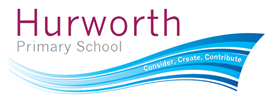 Hurworth
Primary School
Consider, Create, Contribute